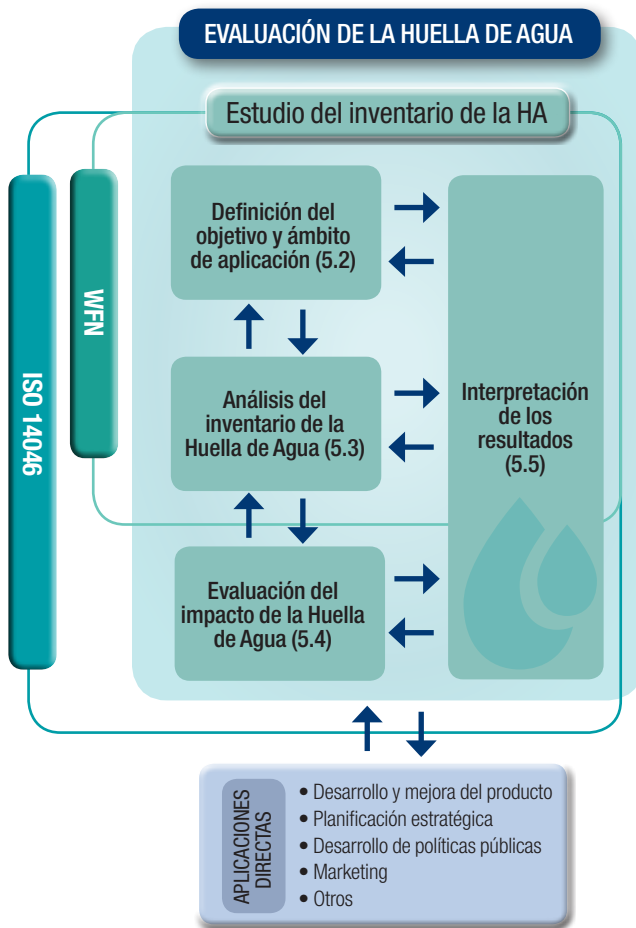 EVALUACIÓN DE LA HUELLA DE AGUA
Estudio del inventario de la HA
ISO 14046
WFN
Definición del
objetivo y ámbito
de aplicación (5.2)
Análisis del
inventario de la
Huella de Agua (5.3)
Evaluación del
impacto de la Huella
de Agua (5.4)
Interpretación
de los
resultados
(5.5)
APLICACIONES
DIRECTAS
• Desarrollo y mejora del producto
• Planificación estratégica
• Desarrollo de políticas públicas
• Marketing
• Otros